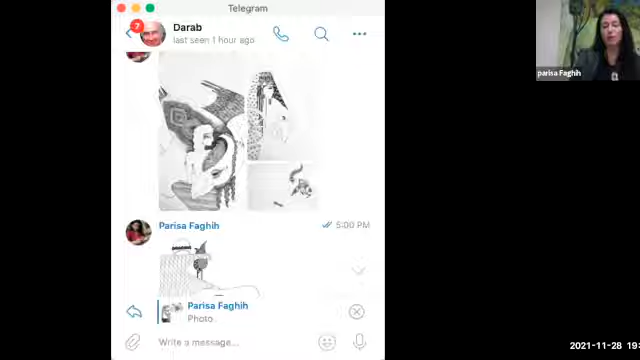 Telegram
7
Darab
last seen 1 hour ago
parisa Faghih
Parisa Faghih
5:00 PM
Parisa Faghih
Photo
Write a message...
2021-11-28